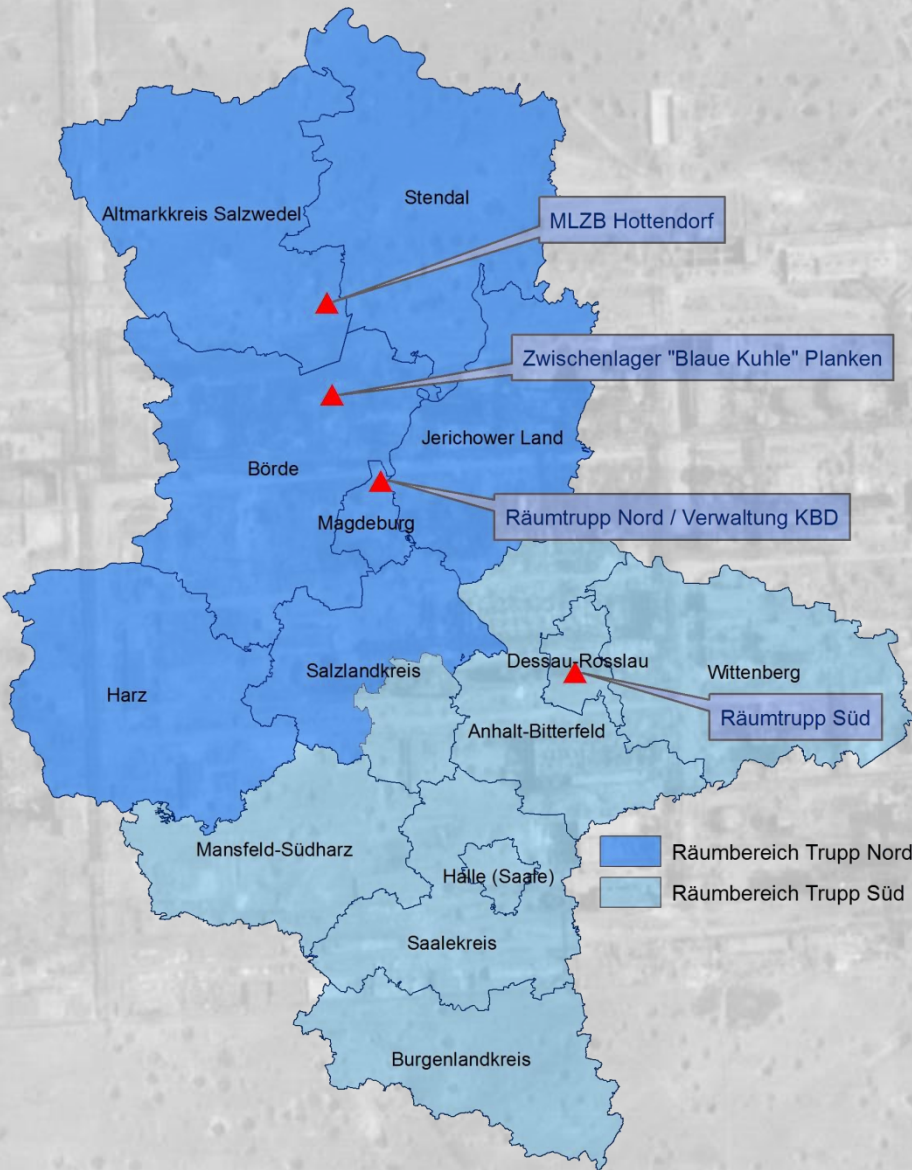 Stendal
Altmarkkreis Salzwedel
MLZB Hottendorf
Zwischenlager "Blaue Kuhle" Planken
Jerichower Land
Börde
Räumtrupp Nord / Verwaltung KBD
Magdeburg
Dessau-Rosslau
Salzlandkreis
Wittenberg
Harz
Räumtrupp Süd
Anhalt-Bitterfeld
Mansfeld-Südharz
Räumbereich Trupp Nord
Halle (Saale)
Räumbereich Trupp Süd
Saalekreis
Burgenlandkreis